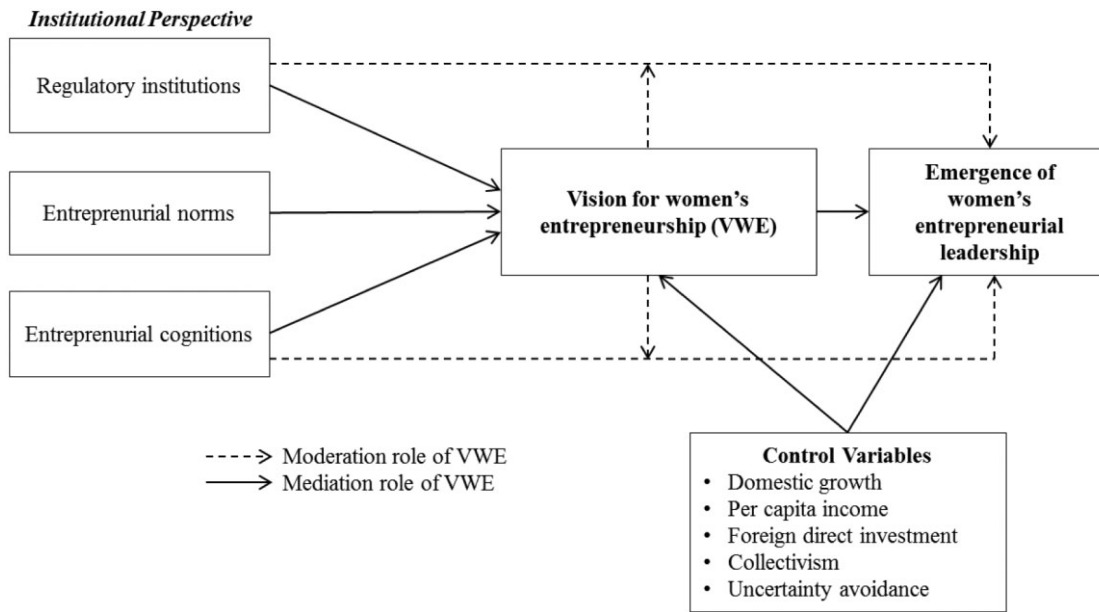 Institutional Perspective
Regulatory institutions
Entreprenurial norms
Entreprenurial cognitions
Vision for women’s
entrepreneurship (VWE)
Emergence of
women’s
entrepreneurial
leadership
Moderation role of VWE
Mediation role of VWE
Control Variables
• Domestic growth
• Per capita income
• Foreign direct investment
• Collectivism
• Uncertainty avoidance